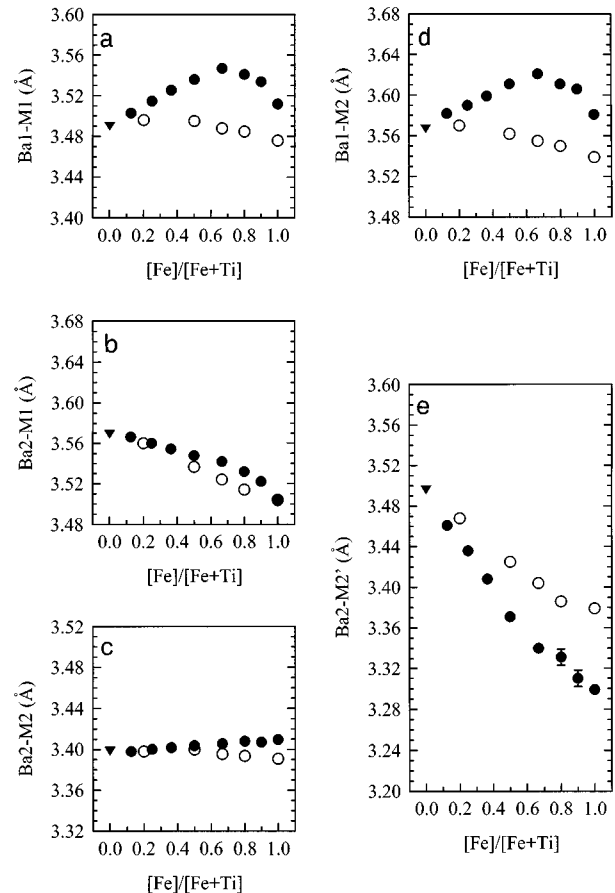 a
3.60
3.56
3.52
3.48
3.44
3.40
Ba1-M1 (Å)
0.0 0.2 0.4 0.6 0.8 1.0
[Fe]/[Fe+Ti]
b
3.68
3.64
3.60
3.56
3.52
3.48
Ba2-M1 (Å)
0.0 0.2 0.4 0.6 0.8 1.0
[Fe]/[Fe+Ti]
c
3.52
3.48
3.44
3.40
3.36
3.32
Ba2-M2 (Å)
0.0 0.2 0.4 0.6 0.8 1.0
[Fe]/[Fe+Ti]
d
3.68
3.64
3.60
3.56
3.52
3.48
Ba1-M2 (Å)
0.0 0.2 0.4 0.6 0.8 1.0
[Fe]/[Fe+Ti]
e
3.60
3.56
3.52
3.48
3.44
3.40
3.36
3.32
3.28
3.24
3.20
Ba2-M2' (Å)
0.0 0.2 0.4 0.6 0.8 1.0
[Fe]/[Fe+Ti]